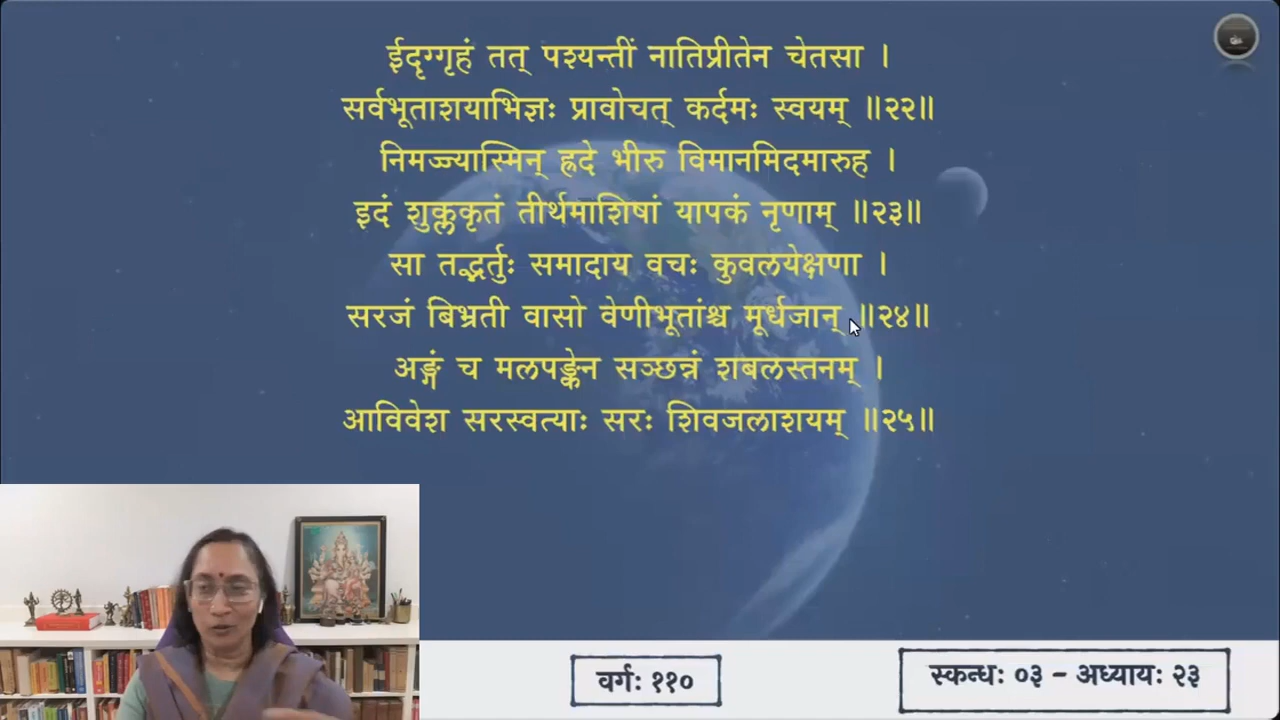 ईदृग्गृहं तत् पश्यन्तीं नातिप्रीतेन चेतसा ।
सर्वभूताशयाभिज्ञः प्रावोचत् कर्दमः स्वयम् ॥२२॥
निमज्ज्यास्मिन् ह्रदे भीरु विमानमिदमारुह ।
इदं शुक्लकृतं तीर्थमाशिषां यापकं नृणाम् ॥२३॥
सा तद्भर्तुः समादाय वचः कुवलयेक्षणा ।
सरजं बिभ्रती वासो वेणीभूतांश्च मूर्धजान् ॥२४॥
अङ्गं च मलपङ्केन सञ्छन्नं शबलस्तनम् ।
आविवेश सरस्वत्याः सरः शिवजलाशयम् ॥२५॥
वर्गः ११०
स्कन्धः ०३ - अध्यायः २३